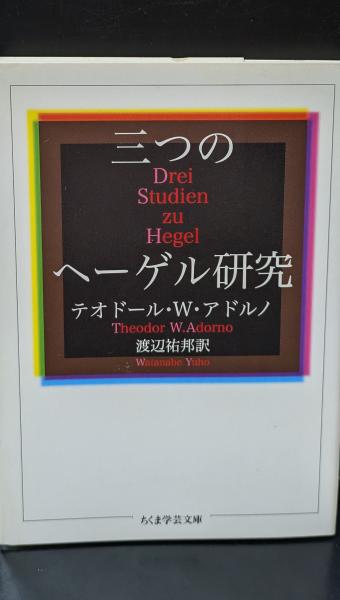 三つの
Drei
Studien
zu
Hegel
ヘーゲル研究
テオドール・W・アドルノ
Theodor W.Adorno
渡辺祐邦訳
Watanabe Yuho
ちくま学芸文庫